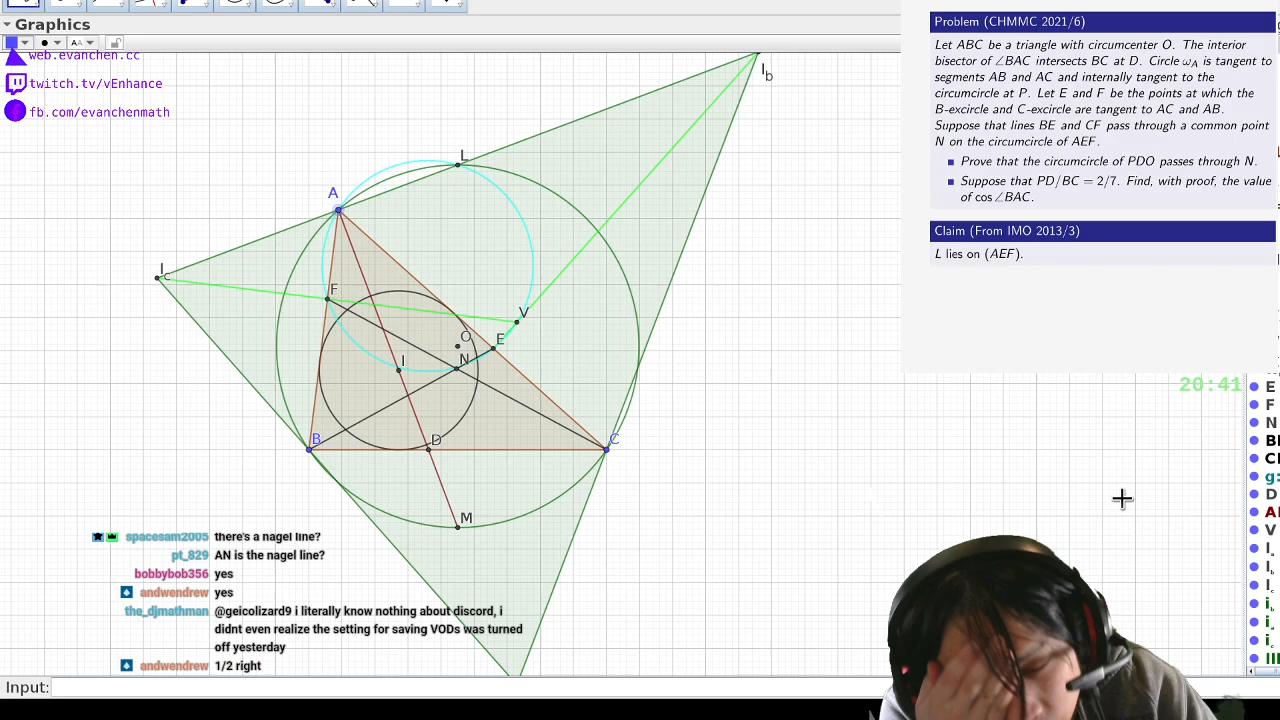 Graphics
web.evanchen.cc
twitch.tv/vEnhance
fb.com/evanchenmath
Problem (CHMMC 2021/6)
Let ABC be a triangle with circumcenter O. The interior
bisector of ∠BAC intersects BC at D. Circle ωA is tangent to
segments AB and AC and internally tangent to the
circumcircle at P. Let E and F be the points at which the
B-excircle and C-excircle are tangent to AC and AB.
Suppose that lines BE and CF pass through a common point
N on the circumcircle of AEF.
Prove that the circumcircle of PDO passes through N.
Suppose that PD/BC = 2/7. Find, with proof, the value
of cos ∠BAC.
Claim (From IMO 2013/3)
L lies on (AEF).
Ib
L
A
Ic
F
V
O
E
I
N
B
D
C
M
20:41
E
F
N
D
V
spacesam2005 there's a nagel line?
pt_829 AN is the nagel line?
bobbybob356 yes
andwendrew yes
the_djmathman @geicolizard9 i literally know nothing about discord, i
didnt even realize the setting for saving VODs was turned
off yesterday
andwendrew 1/2 right
Input: